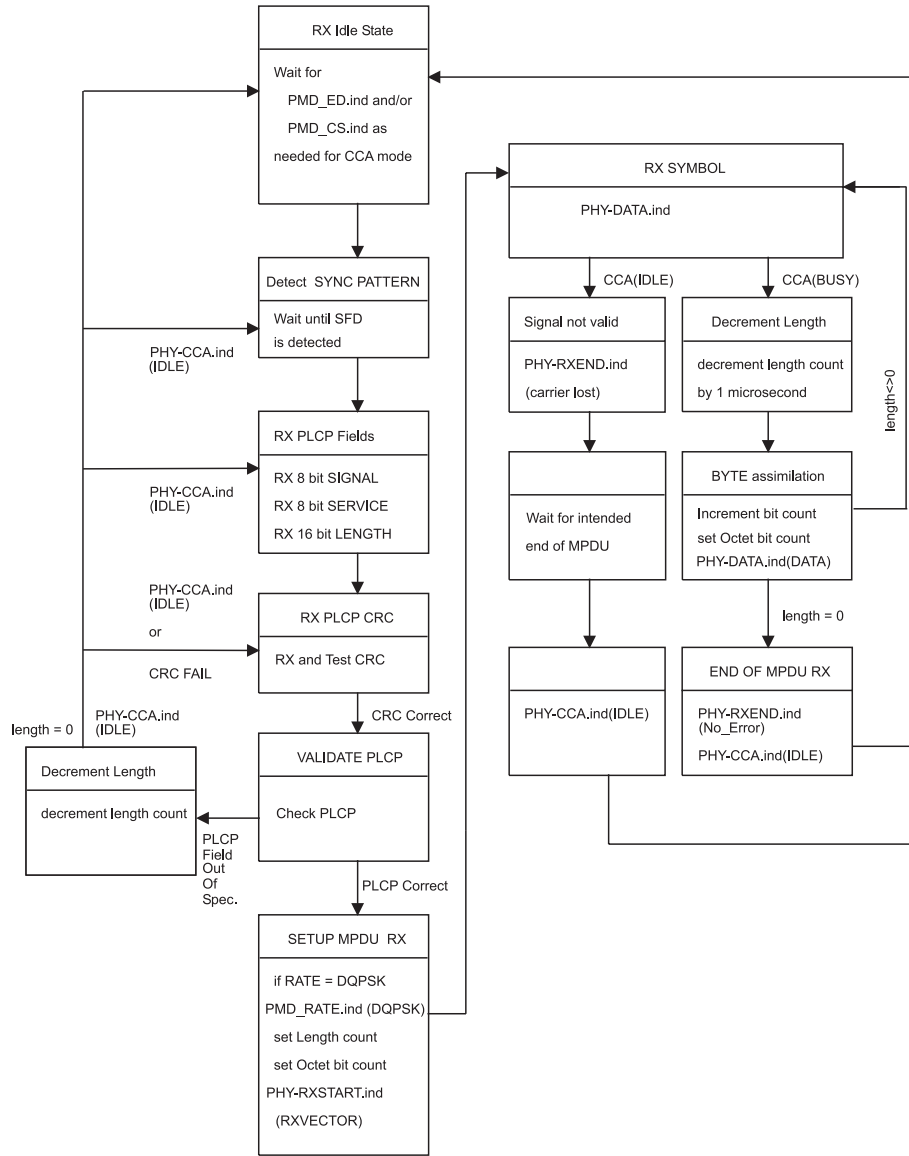 RX Idle State
Wait for
PMD_ED.ind and/or
PMD_CS.ind as
needed for CCA mode
Detect SYNC PATTERN
Wait until SFD
is detected
PHY-CCA.ind
(IDLE)
RX PLCP Fields
RX 8 bit SIGNAL
RX 8 bit SERVICE
RX 16 bit LENGTH
PHY-CCA.ind
(IDLE)
PHY-CCA.ind
(IDLE)
or
CRC FAIL
RX PLCP CRC
RX and Test CRC
CRC Correct
length = 0
PHY-CCA.ind
(IDLE)
Decrement Length
decrement length count
VALIDATE PLCP
Check PLCP
PLCP
Field
Out
Of
Spec.
PLCP Correct
SETUP MPDU RX
if RATE = DQPSK
PMD_RATE.ind (DQPSK)
set Length count
set Octet bit count
PHY-RXSTART.ind
(RXVECTOR)
RX SYMBOL
PHY-DATA.ind
CCA(IDLE)
CCA(BUSY)
Signal not valid
PHY-RXEND.ind
(carrier lost)
Decrement Length
decrement length count
by 1 microsecond
length<>0
Wait for intended
end of MPDU
BYTE assimilation
Increment bit count
set Octet bit count
PHY-DATA.ind(DATA)
length = 0
PHY-CCA.ind(IDLE)
END OF MPDU RX
PHY-RXEND.ind
(No_Error)
PHY-CCA.ind(IDLE)